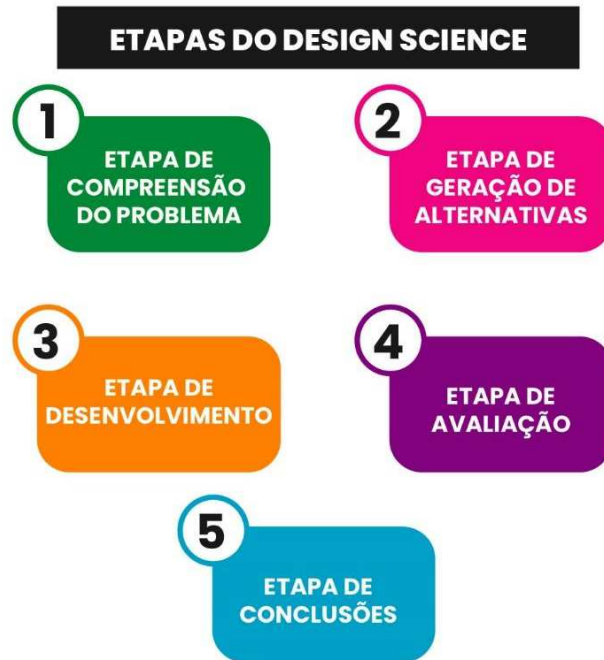 ETAPAS DO DESIGN SCIENCE
1
ETAPA DE
COMPREENSÃO
DO PROBLEMA
2
ETAPA DE
GERAÇÃO DE
ALTERNATIVAS
3
ETAPA DE
DESENVOLVIMENTO
4
ETAPA DE
AVALIAÇÃO
5
ETAPA DE
CONCLUSÕES